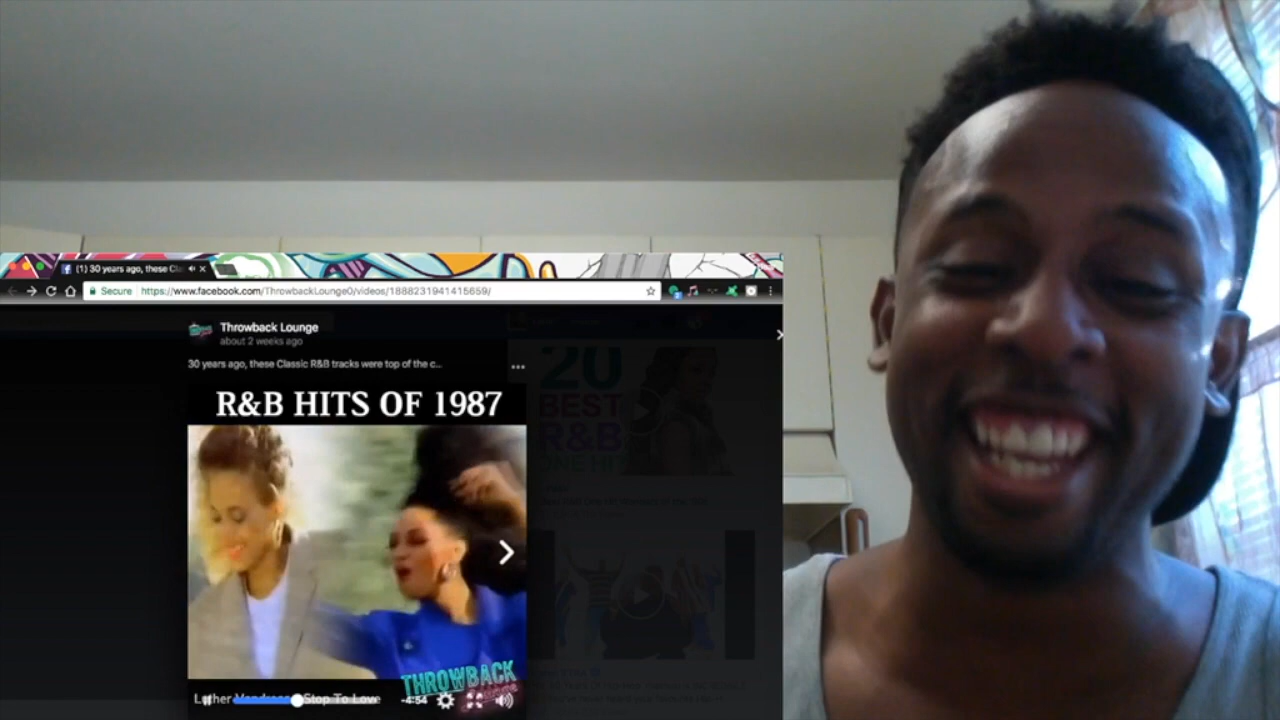 (1) 30 years ago, these Cl
Secure https://www.facebook.com/ThrowbackLounge0/videos/1888231941415659/
Throwback Lounge
about 2 weeks ago
30 years ago, these Classic R&B tracks were top of the c...
R&B HITS OF 1987
20
BEST
R&B
ONE HI
THROWBACK
Luther Vandross Stop To Love
-4:54